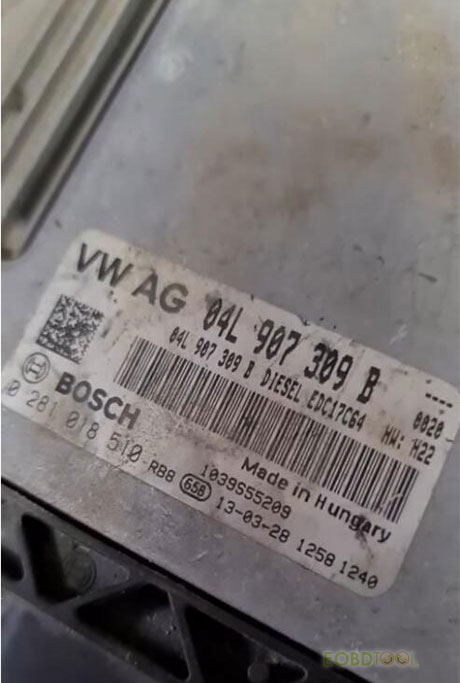 VW AG 04L 907 309 B ----
04L 907 309 B DIESEL EDC17C64 0020
HW: H22
BOSCH
0 281 018 510
Made in Hungary
1039S55209
RB8 658 13-03-28 1258 1240
EOBDTOOL